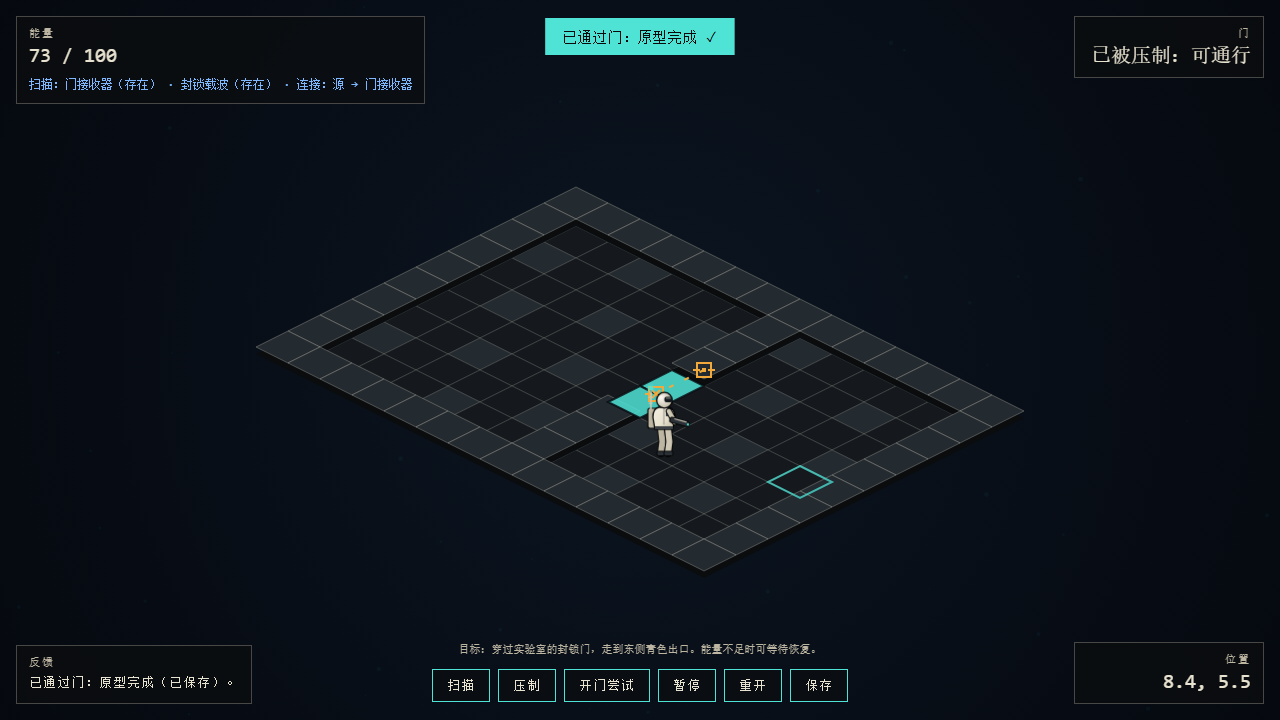 能量
73 / 100
扫描: 门接收器(存在) · 封锁载波(存在) · 连接: 源 → 门接收器
已通过门: 原型完成 ✓
门
已被压制: 可通行
目标: 穿过实验室的封锁门, 走到东侧青色出口。能量不足时可等待恢复。
扫描
压制
开门尝试
暂停
重开
保存
反馈
已通过门: 原型完成(已保存)。
位置
8.4, 5.5